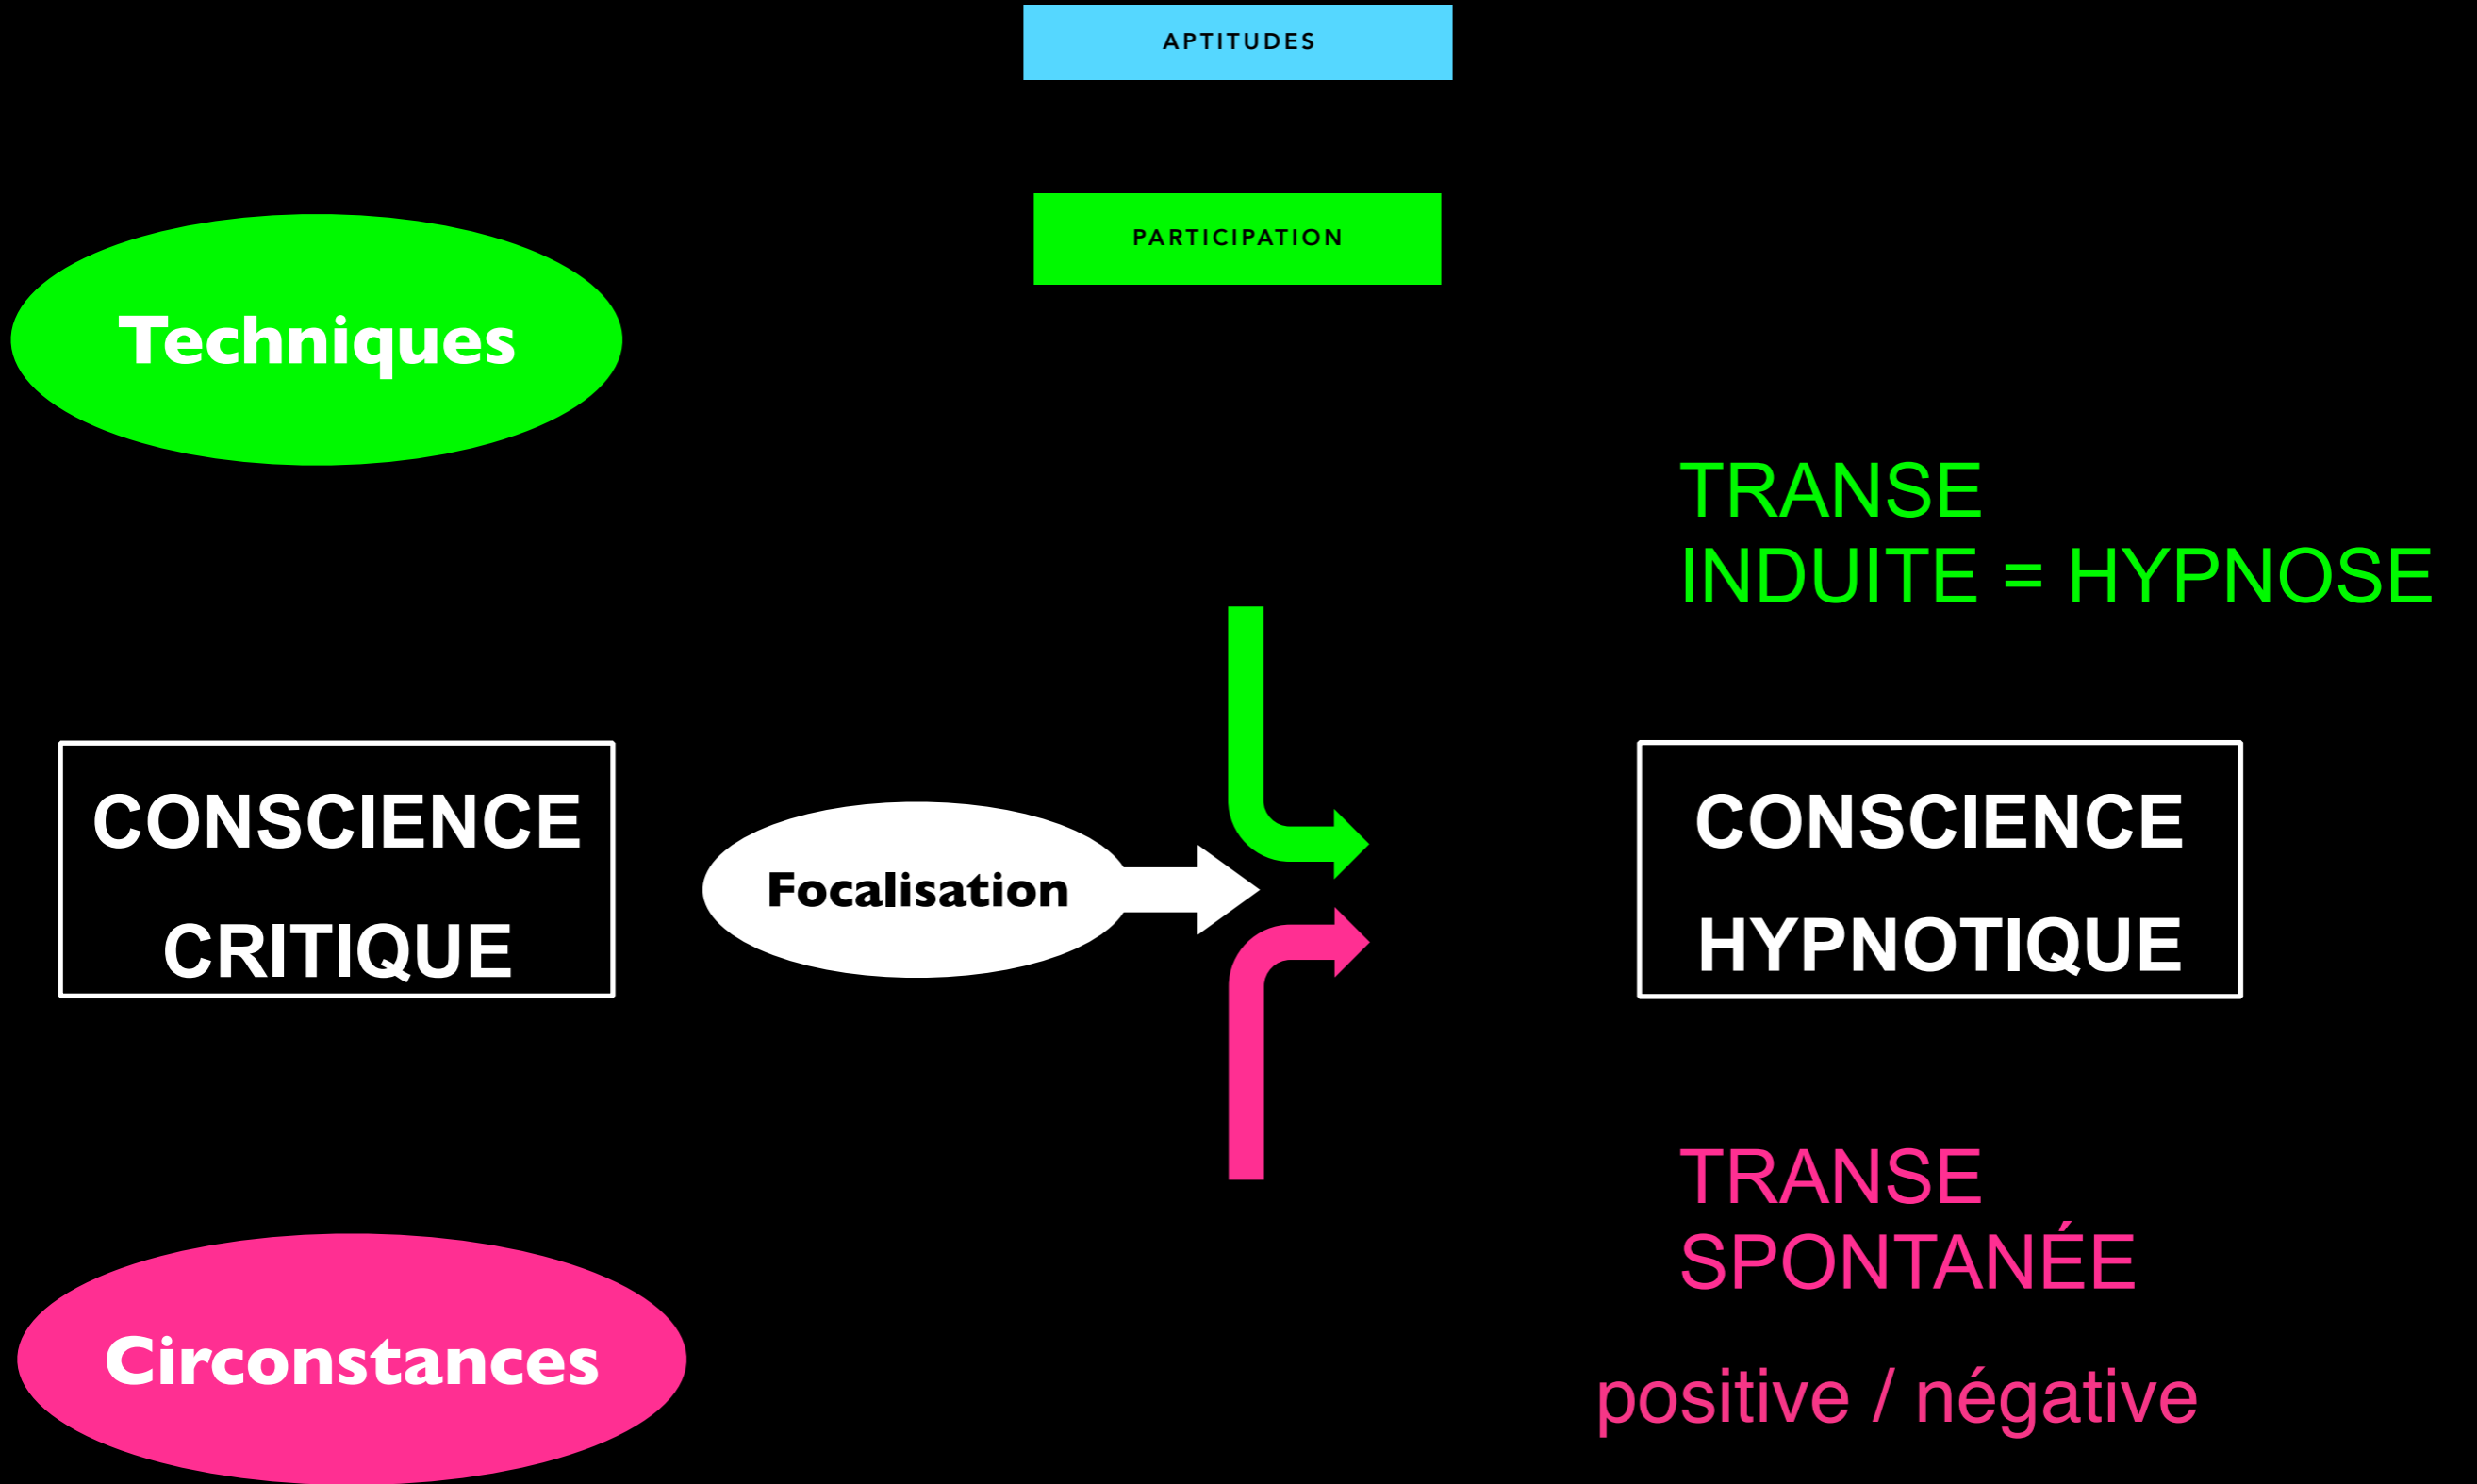 APTITUDES
PARTICIPATION
Techniques
TRANSE
INDUITE = HYPNOSE
CONSCIENCE
CRITIQUE
Focalisation
CONSCIENCE
HYPNOTIQUE
TRANSE
SPONTANÉE
Circonstances
positive / négative